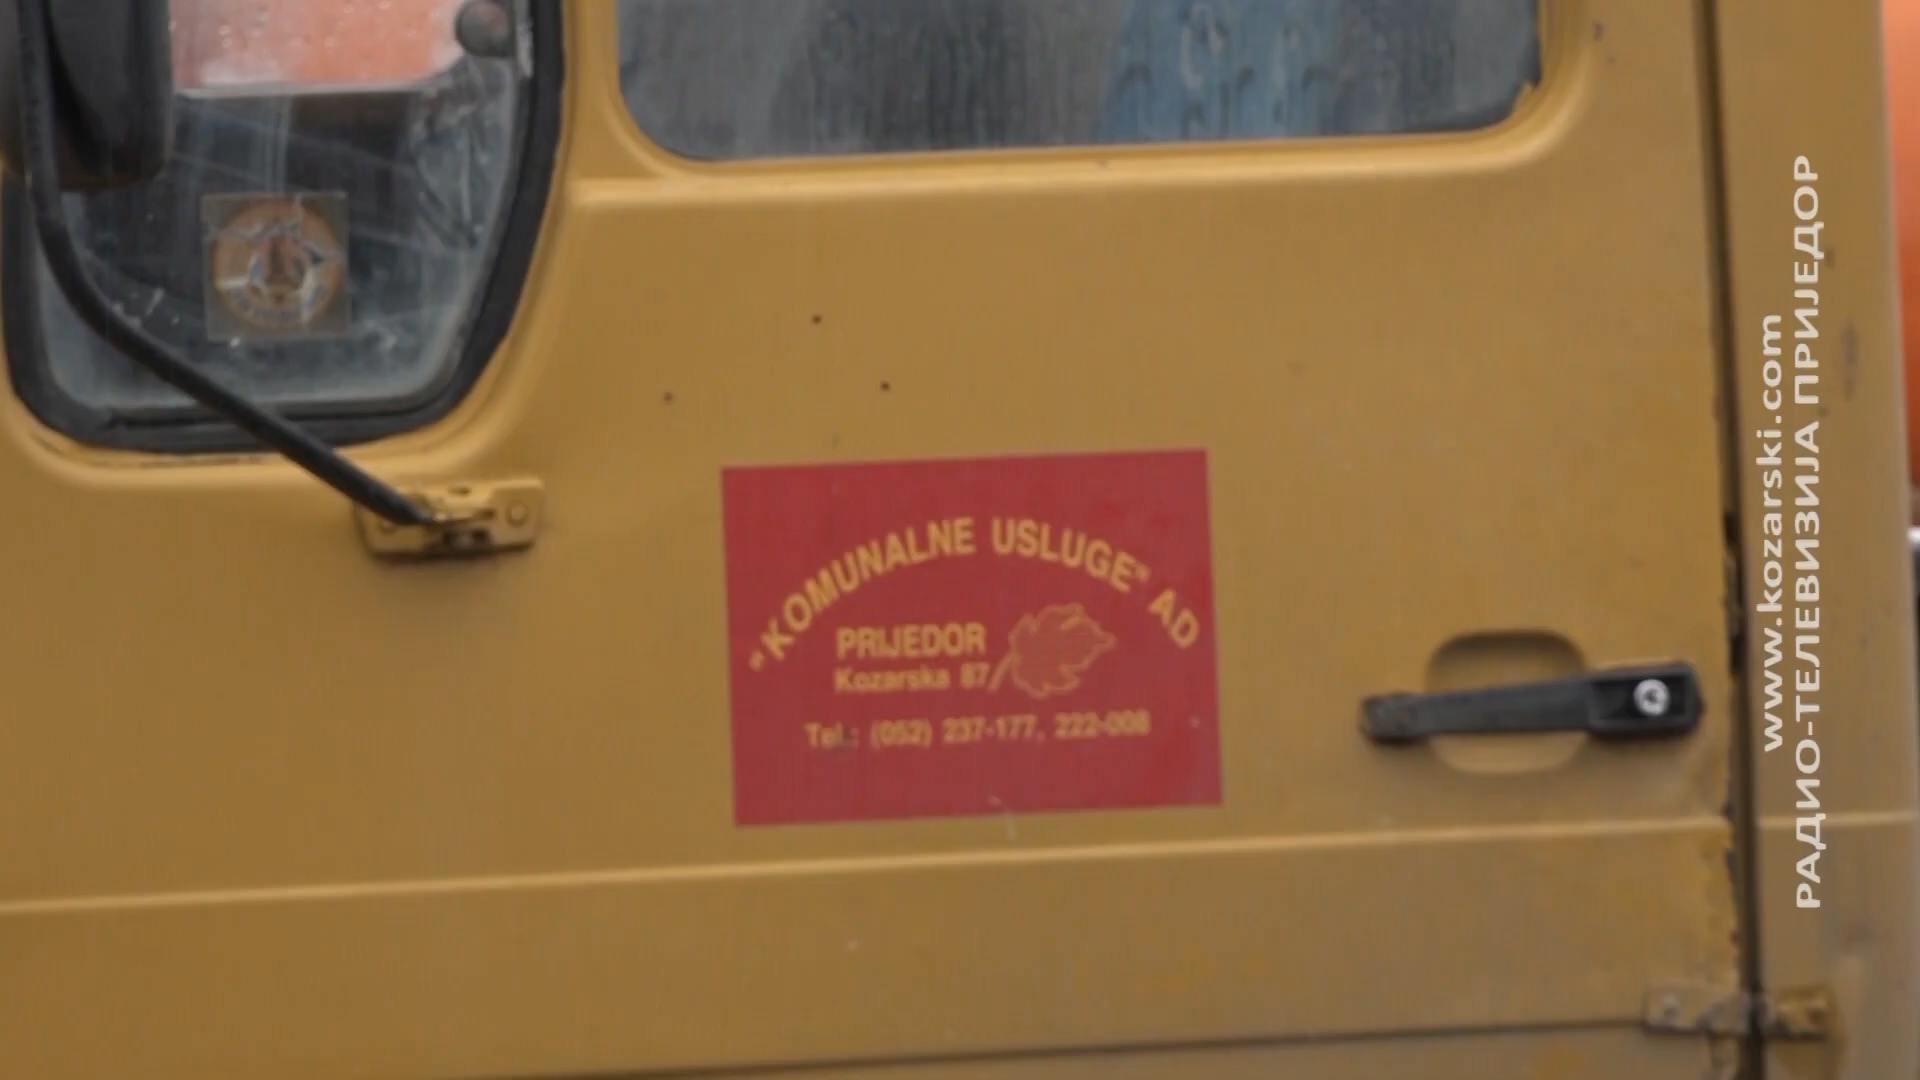 "KOMUNALNE USLUGE" AD
PRIJEDOR
Kozarska 87
Tel.: (052) 237-177, 222-008
www.kozarski.com
РАДИО-ТЕЛЕВИЗИЈА ПРИЈЕДОР